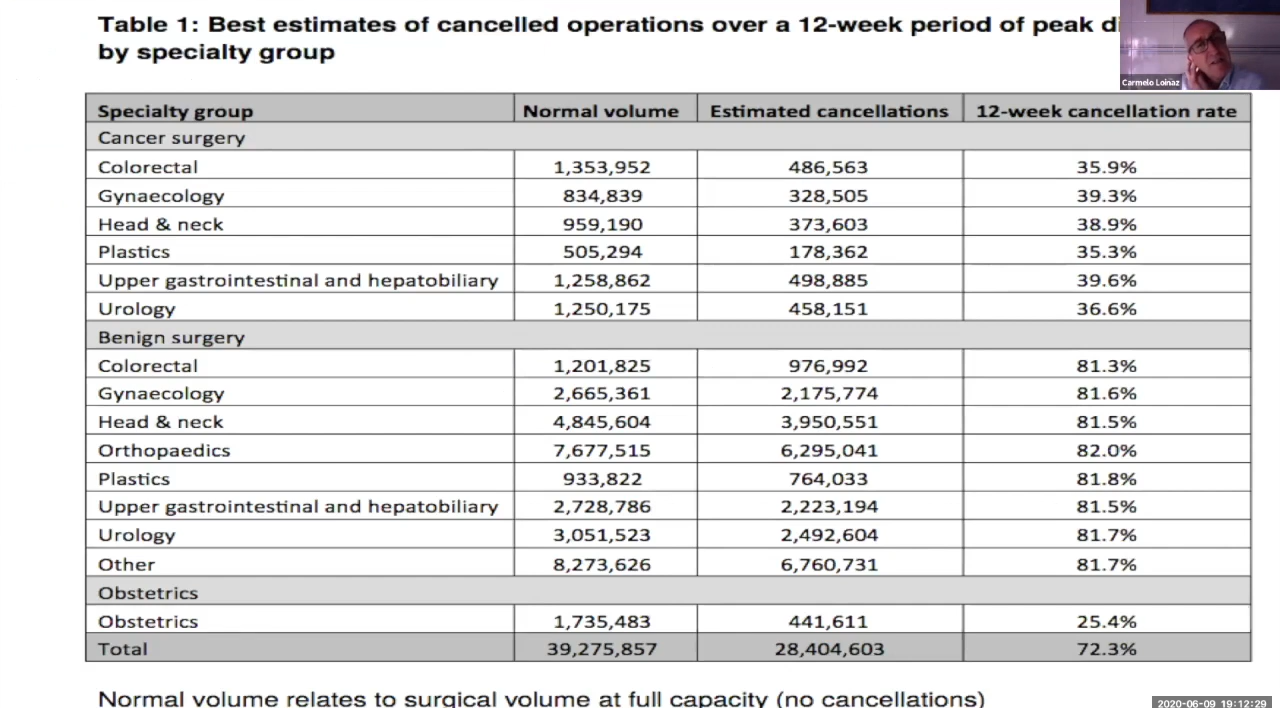 Table 1: Best estimates of cancelled operations over a 12-week period of peak di
by specialty group
Carmelo Loinaz
Specialty group Normal volume Estimated cancellations 12-week cancellation rate
Cancer surgery
Colorectal 1,353,952 486,563 35.9%
Gynaecology 834,839 328,505 39.3%
Head & neck 959,190 373,603 38.9%
Plastics 505,294 178,362 35.3%
Upper gastrointestinal and hepatobiliary 1,258,862 498,885 39.6%
Urology 1,250,175 458,151 36.6%
Benign surgery
Colorectal 1,201,825 976,992 81.3%
Gynaecology 2,665,361 2,175,774 81.6%
Head & neck 4,845,604 3,950,551 81.5%
Orthopaedics 7,677,515 6,295,041 82.0%
Plastics 933,822 764,033 81.8%
Upper gastrointestinal and hepatobiliary 2,728,786 2,223,194 81.5%
Urology 3,051,523 2,492,604 81.7%
Other 8,273,626 6,760,731 81.7%
Obstetrics
Obstetrics 1,735,483 441,611 25.4%
Total 39,275,857 28,404,603 72.3%
Normal volume relates to surgical volume at full capacity (no cancellations)
2020-06-09 19:12:29